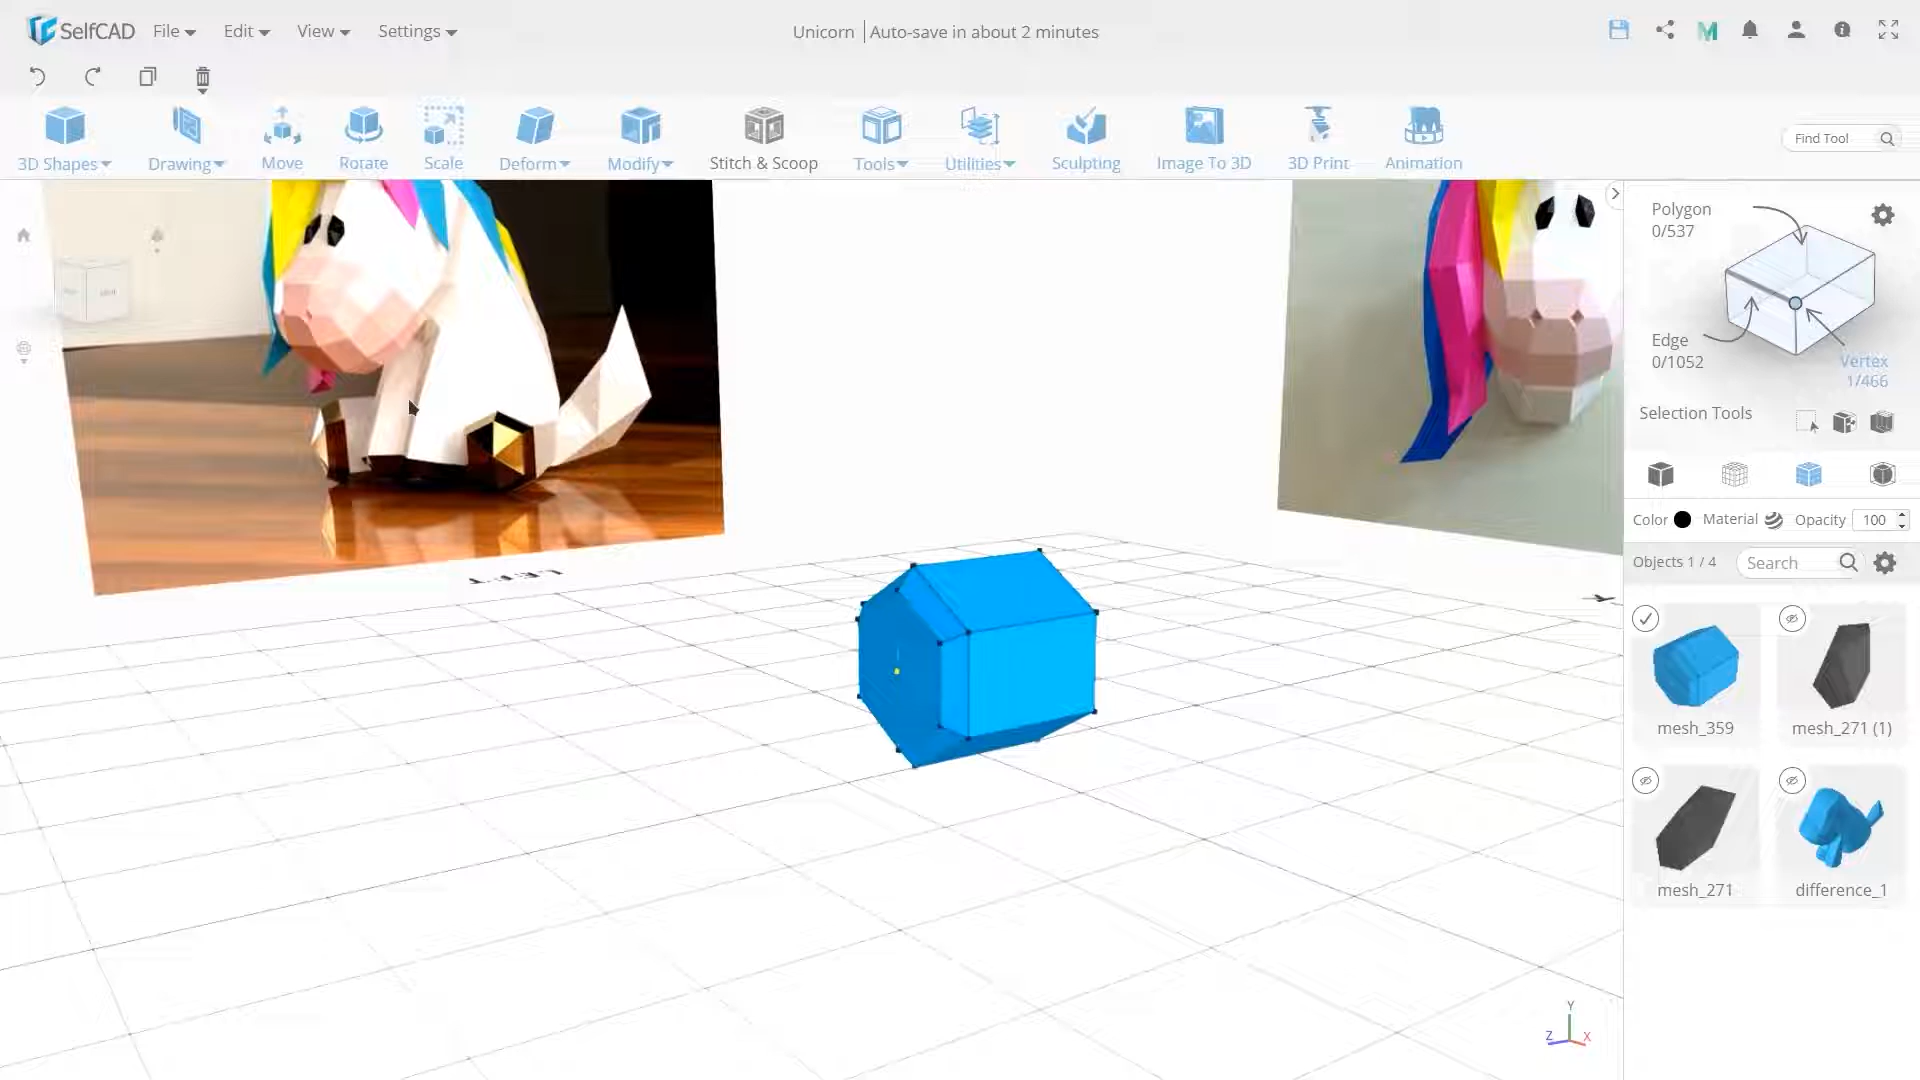 SelfCAD
File
Edit
View
Settings
Unicorn
Auto-save in about 2 minutes
3D Shapes
Drawing
Move
Rotate
Scale
Deform
Modify
Stitch & Scoop
Tools
Utilities
Sculpting
Image To 3D
3D Print
Animation
Find Tool
Polygon
0/537
Edge
0/1052
Vertex
1/466
Selection Tools
Color
Material
Opacity
100
Objects 1 / 4
Search
mesh_359
mesh_271 (1)
mesh_271
difference_1
LEFT
Y
Z
X